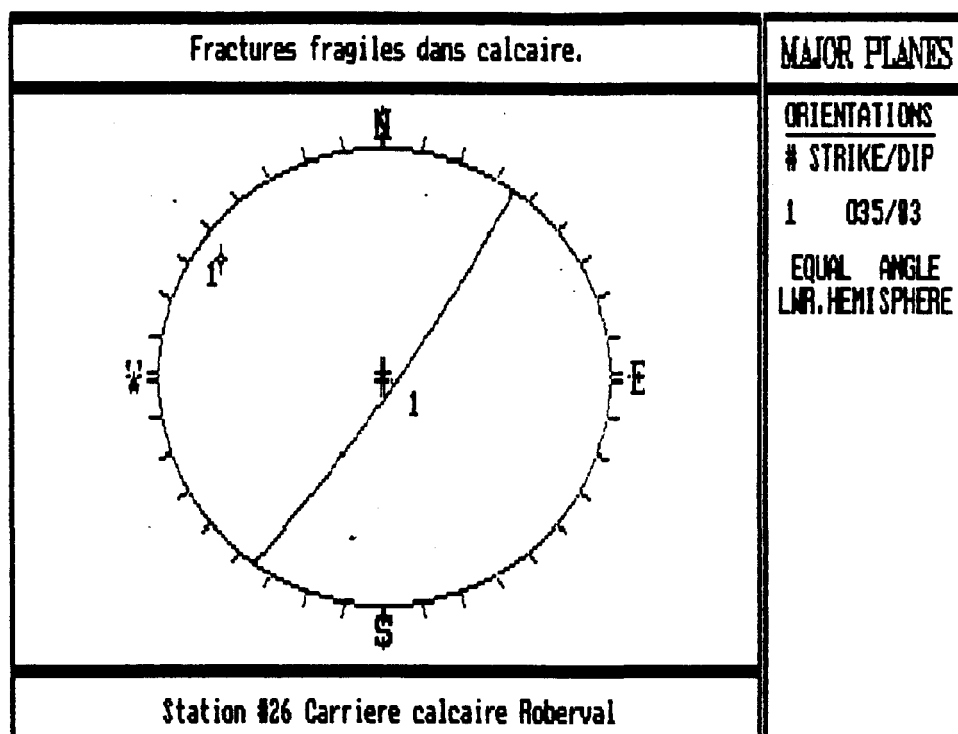 Fractures fragiles dans calcaire.
MAJOR PLANES
ORIENTATIONS
# STRIKE/DIP
1 035/83
EQUAL ANGLE
LWR.HEMISPHERE
N
1
W
E
1
S
Station #26 Carriere calcaire Roberval